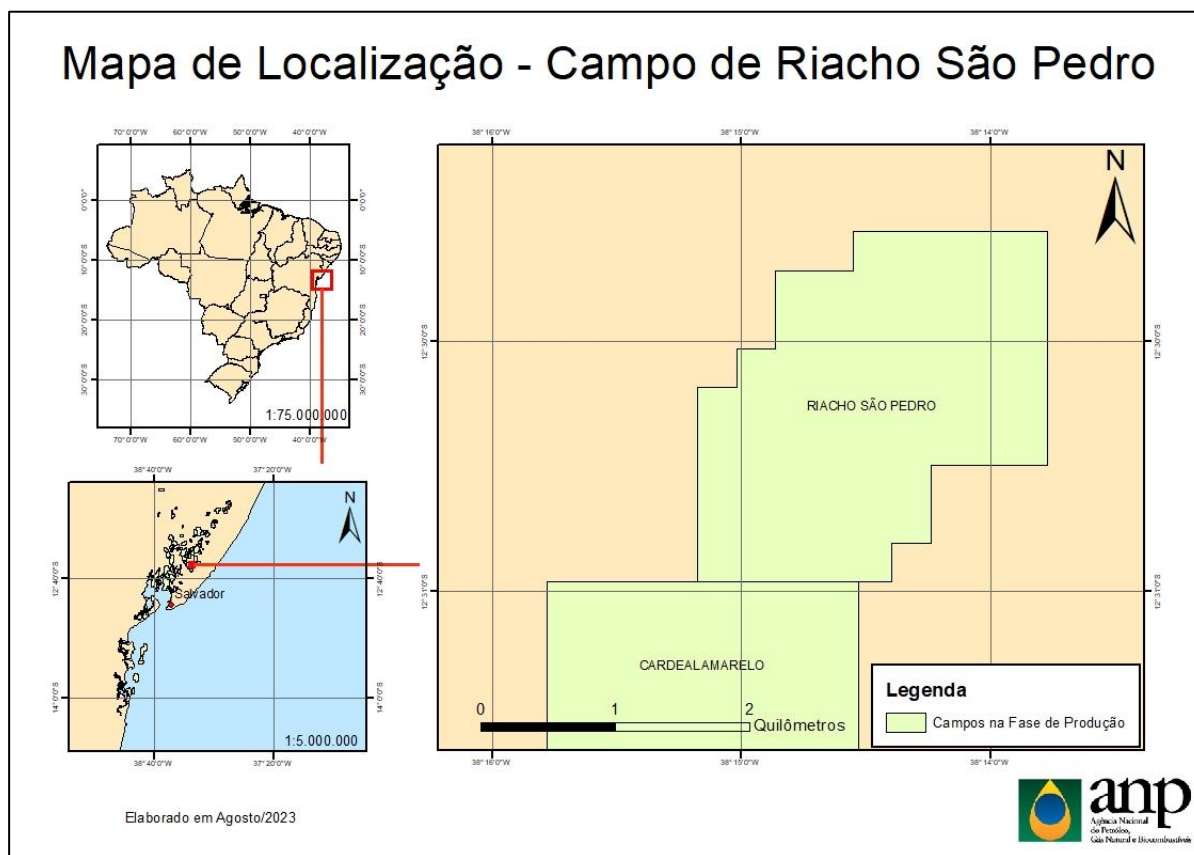 Mapa de Localização - Campo de Riacho São Pedro
70°0'0"W 60°0'0"W 50°0'0"W 40°0'0"W
0°0'0" 0°0'0"
10°0'0"S 10°0'0"S
20°0'0"S 20°0'0"S
30°0'0"S 30°0'0"S
1:75.000.000
70°0'0"W 60°0'0"W 50°0'0"W 40°0'0"W
38°40'0"W 37°20'0"W
N
12°40'0"S 12°40'0"S
Salvador
14°0'0"S 14°0'0"S
1:5.000.000
38°40'0"W 37°20'0"W
38°16'0"W 38°15'0"W 38°14'0"W
N
12°30'0"S 12°30'0"S
RIACHO SÃO PEDRO
12°31'0"S 12°31'0"S
CARDEALAMARELO
0 1 2
Quilômetros
Legenda
Campos na Fase de Produção
38°16'0"W 38°15'0"W 38°14'0"W
Elaborado em Agosto/2023
anp
Agência Nacional
do Petróleo,
Gás Natural e Biocombustíveis